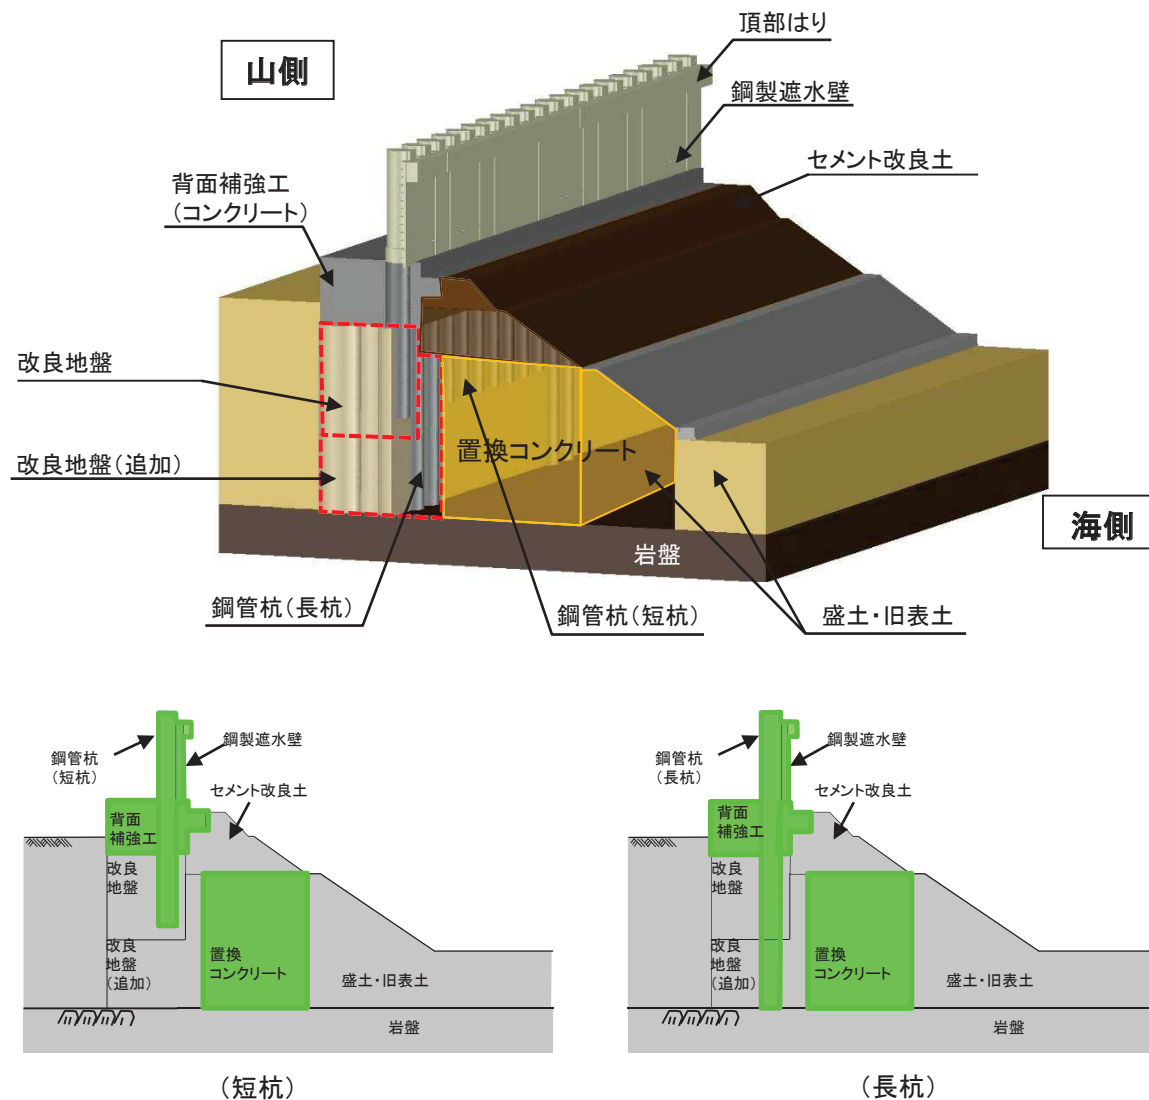 頂部はり
山側
鋼製遮水壁
セメント改良土
背面補強工
（コンクリート）
改良地盤
置換コンクリート
改良地盤（追加）
海側
岩盤
鋼管杭（長杭）
鋼管杭（短杭）
盛土・旧表土
鋼管杭
（短杭）
鋼製遮水壁
セメント改良土
背面
補強工
改良
地盤
改良
地盤
（追加）
置換
コンクリート
盛土・旧表土
岩盤
（短杭）
鋼管杭
（長杭）
鋼製遮水壁
セメント改良土
背面
補強工
改良
地盤
改良
地盤
（追加）
置換
コンクリート
盛土・旧表土
岩盤
（長杭）